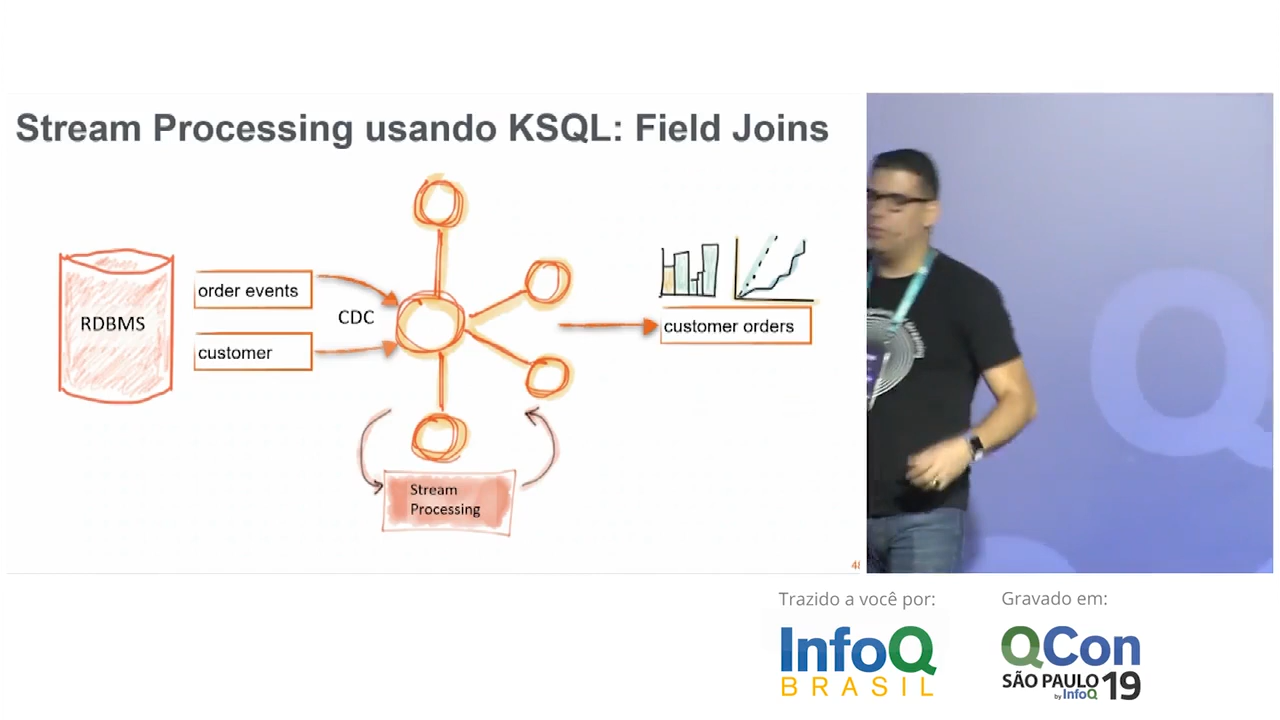 Stream Processing usando KSQL: Field Joins
RDBMS
order events
customer
CDC
customer orders
Stream
Processing
Trazido a você por:
InfoQ
BRASIL
Gravado em:
QCon
SÃO PAULO 19
by InfoQ